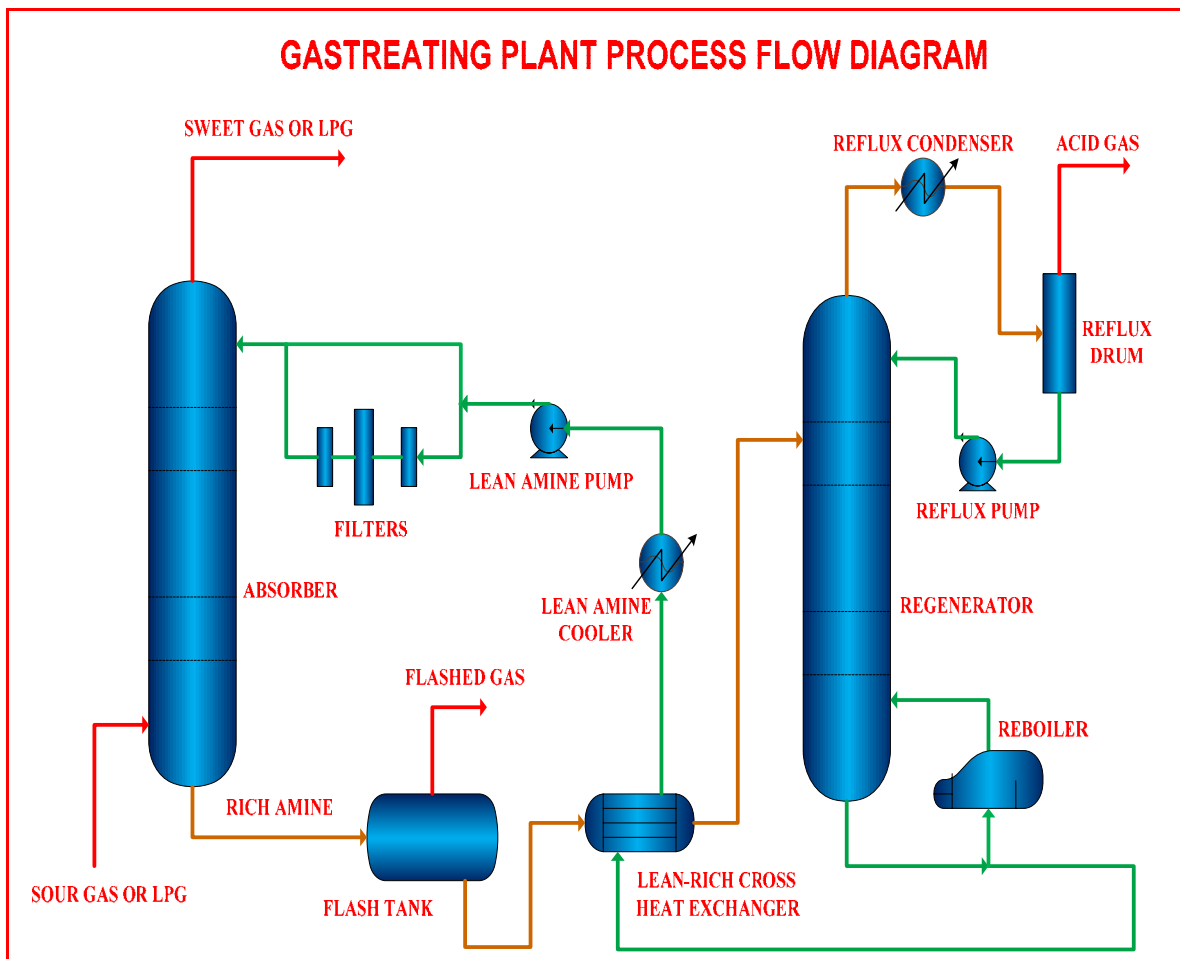 GASTREATING PLANT PROCESS FLOW DIAGRAM
SWEET GAS OR LPG
REFLUX CONDENSER
ACID GAS
REFLUX
DRUM
LEAN AMINE PUMP
REFLUX PUMP
FILTERS
ABSORBER
LEAN AMINE
COOLER
REGENERATOR
FLASHED GAS
REBOILER
RICH AMINE
SOUR GAS OR LPG
FLASH TANK
LEAN-RICH CROSS
HEAT EXCHANGER